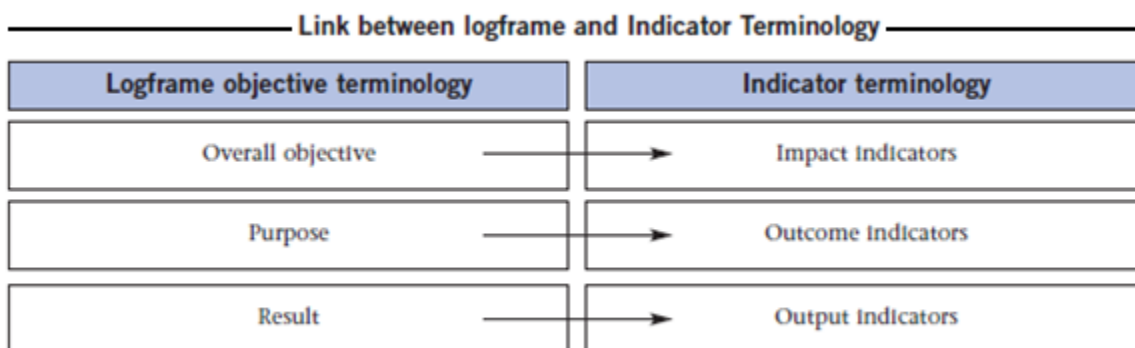 Link between logframe and Indicator Terminology
Logframe objective terminology
Indicator terminology
Overall objective
Impact indicators
Purpose
Outcome indicators
Result
Output indicators